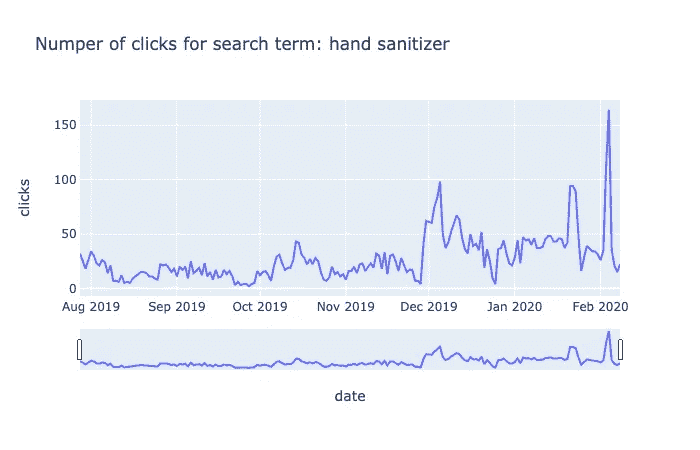 Numper of clicks for search term: hand sanitizer
150
100
50
0
clicks
Aug 2019 Sep 2019 Oct 2019 Nov 2019 Dec 2019 Jan 2020 Feb 2020
date